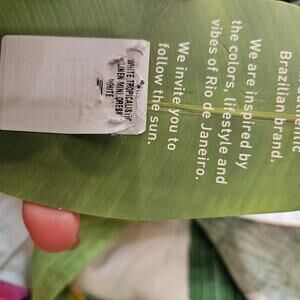 Brazilian brand.
We are inspired by
the colors, lifestyle and
vibes of Rio de Janeiro.
We invite you to
follow the sun.
WHITE TROPICALIST
LINEN MINI DRESS
WHITE